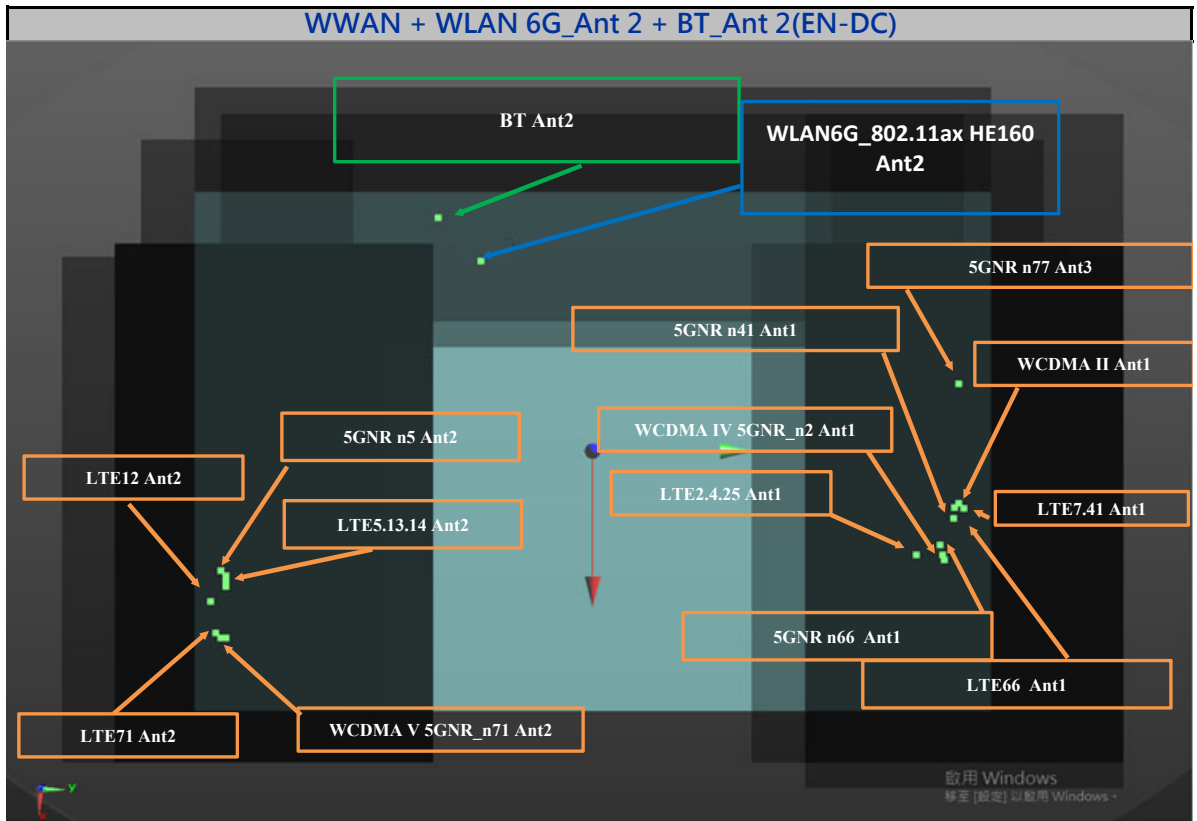 WWAN + WLAN 6G_Ant 2 + BT_Ant 2(EN-DC)
BT Ant2
WLAN6G_802.11ax HE160
Ant2
5GNR n77 Ant3
5GNR n41 Ant1
WCDMA II Ant1
WCDMA IV 5GNR_n2 Ant1
5GNR n5 Ant2
LTE12 Ant2
LTE2.4.25 Ant1
LTE7.41 Ant1
LTE5.13.14 Ant2
5GNR n66 Ant1
LTE66 Ant1
WCDMA V 5GNR_n71 Ant2
LTE71 Ant2
啟用 Windows
移至 [設定] 以啟用 Windows。
Y
X